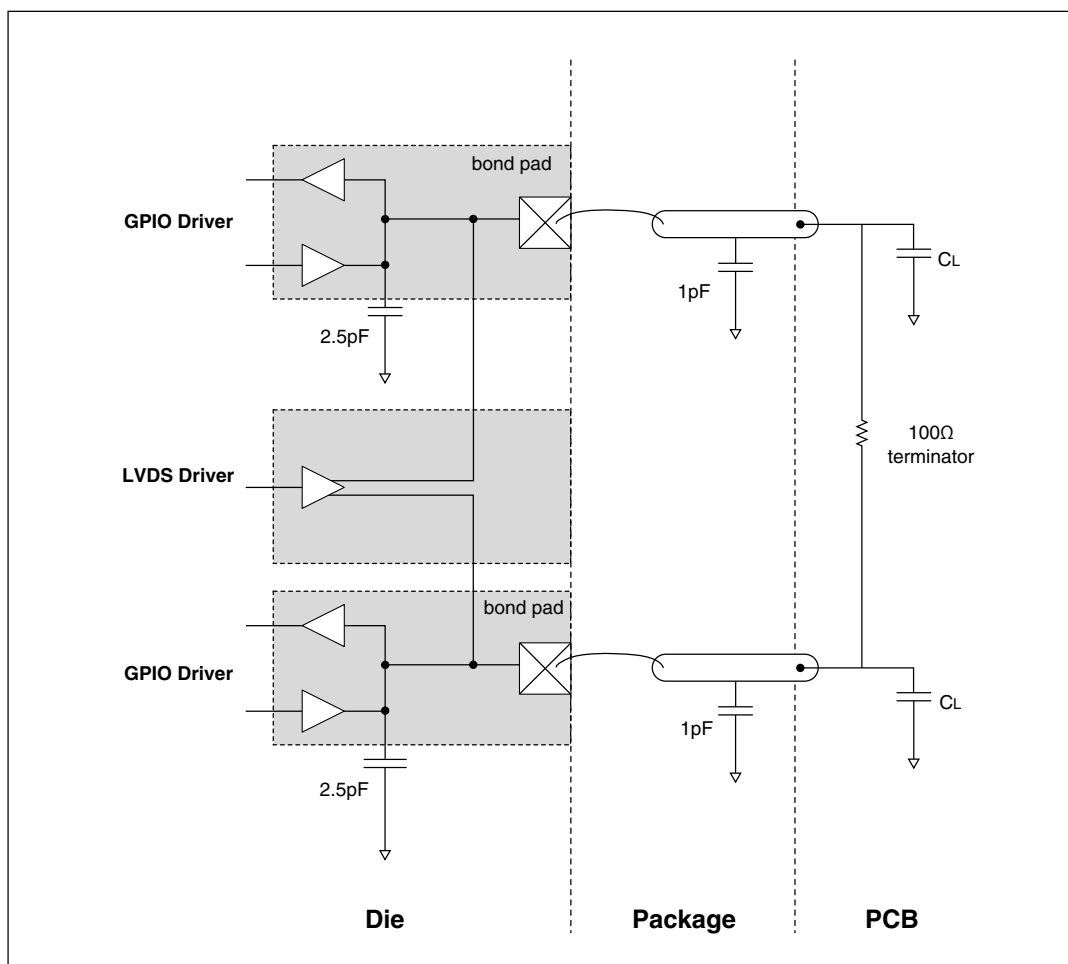 bond pad
GPIO Driver
2.5pF
1pF
CL
LVDS Driver
100Ω
terminator
bond pad
GPIO Driver
2.5pF
1pF
CL
Die
Package
PCB